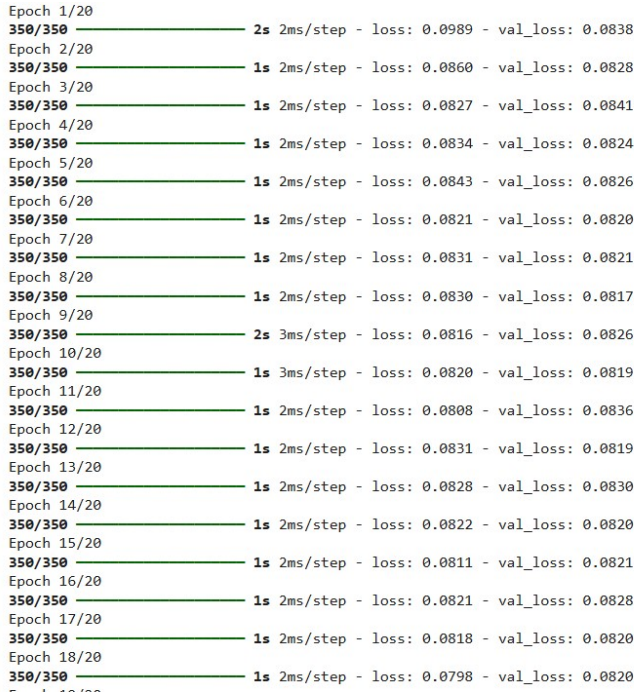 Epoch 1/20
350/350 2s 2ms/step - loss: 0.0989 - val_loss: 0.0838
Epoch 2/20
350/350 1s 2ms/step - loss: 0.0860 - val_loss: 0.0828
Epoch 3/20
350/350 1s 2ms/step - loss: 0.0827 - val_loss: 0.0841
Epoch 4/20
350/350 1s 2ms/step - loss: 0.0834 - val_loss: 0.0824
Epoch 5/20
350/350 1s 2ms/step - loss: 0.0843 - val_loss: 0.0826
Epoch 6/20
350/350 1s 2ms/step - loss: 0.0821 - val_loss: 0.0820
Epoch 7/20
350/350 1s 2ms/step - loss: 0.0831 - val_loss: 0.0821
Epoch 8/20
350/350 1s 2ms/step - loss: 0.0830 - val_loss: 0.0817
Epoch 9/20
350/350 2s 3ms/step - loss: 0.0816 - val_loss: 0.0826
Epoch 10/20
350/350 1s 3ms/step - loss: 0.0820 - val_loss: 0.0819
Epoch 11/20
350/350 1s 2ms/step - loss: 0.0808 - val_loss: 0.0836
Epoch 12/20
350/350 1s 2ms/step - loss: 0.0831 - val_loss: 0.0819
Epoch 13/20
350/350 1s 2ms/step - loss: 0.0828 - val_loss: 0.0830
Epoch 14/20
350/350 1s 2ms/step - loss: 0.0822 - val_loss: 0.0820
Epoch 15/20
350/350 1s 2ms/step - loss: 0.0811 - val_loss: 0.0821
Epoch 16/20
350/350 1s 2ms/step - loss: 0.0821 - val_loss: 0.0828
Epoch 17/20
350/350 1s 2ms/step - loss: 0.0818 - val_loss: 0.0820
Epoch 18/20
350/350 1s 2ms/step - loss: 0.0798 - val_loss: 0.0820